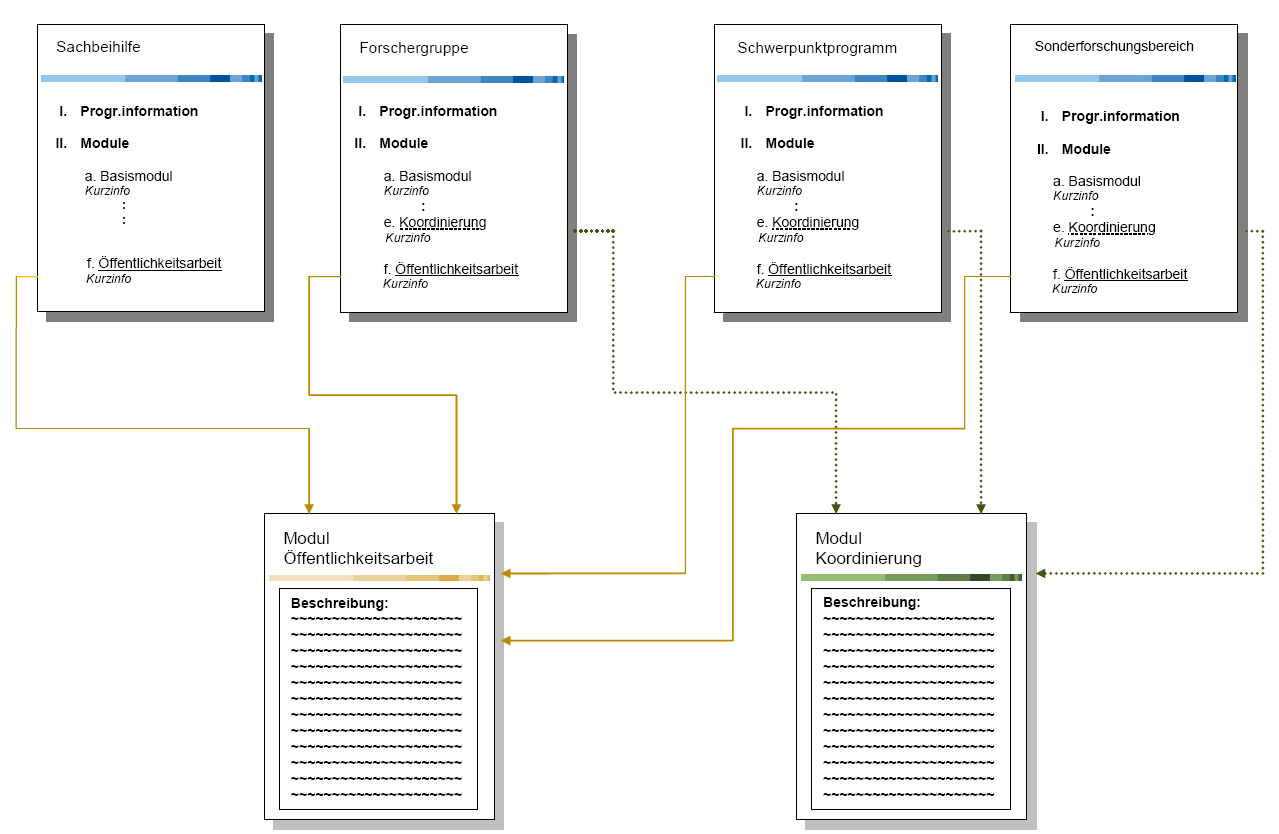 Sachbeihilfe
I. Progr.information
II. Module
a. Basismodul
Kurzinfo
:
:
f. Öffentlichkeitsarbeit
Kurzinfo
Forschergruppe
I. Progr.information
II. Module
a. Basismodul
Kurzinfo
:
e. Koordinierung
Kurzinfo
f. Öffentlichkeitsarbeit
Kurzinfo
Schwerpunktprogramm
I. Progr.information
II. Module
a. Basismodul
Kurzinfo
:
e. Koordinierung
Kurzinfo
f. Öffentlichkeitsarbeit
Kurzinfo
Sonderforschungsbereich
I. Progr.information
II. Module
a. Basismodul
Kurzinfo
:
e. Koordinierung
Kurzinfo
f. Öffentlichkeitsarbeit
Kurzinfo
Modul
Öffentlichkeitsarbeit
Beschreibung:
Modul
Koordinierung
Beschreibung: